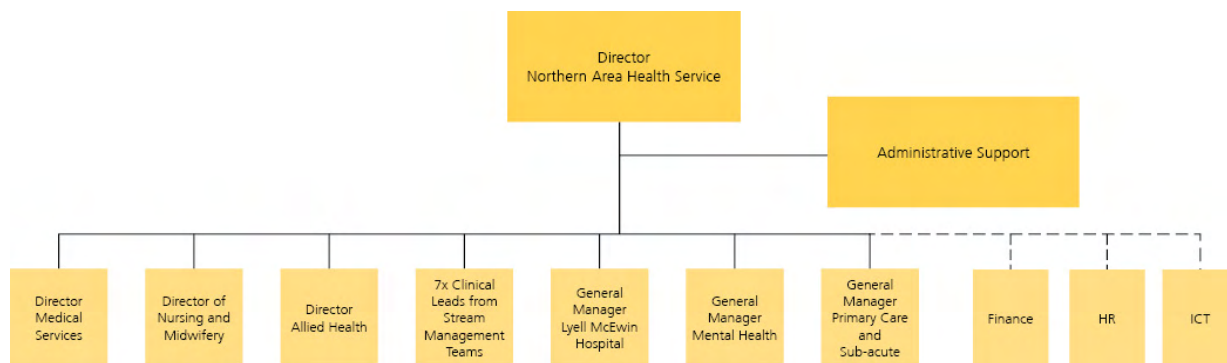 Director
Northern Area Health Service
Administrative Support
Director
Medical
Services
Director of
Nursing and
Midwifery
Director
Allied Health
7x Clinical
Leads from
Stream
Management
Teams
General
Manager
Lyell McEwin
Hospital
General
Manager
Mental Health
General
Manager
Primary Care
and
Sub-acute
Finance
HR
ICT